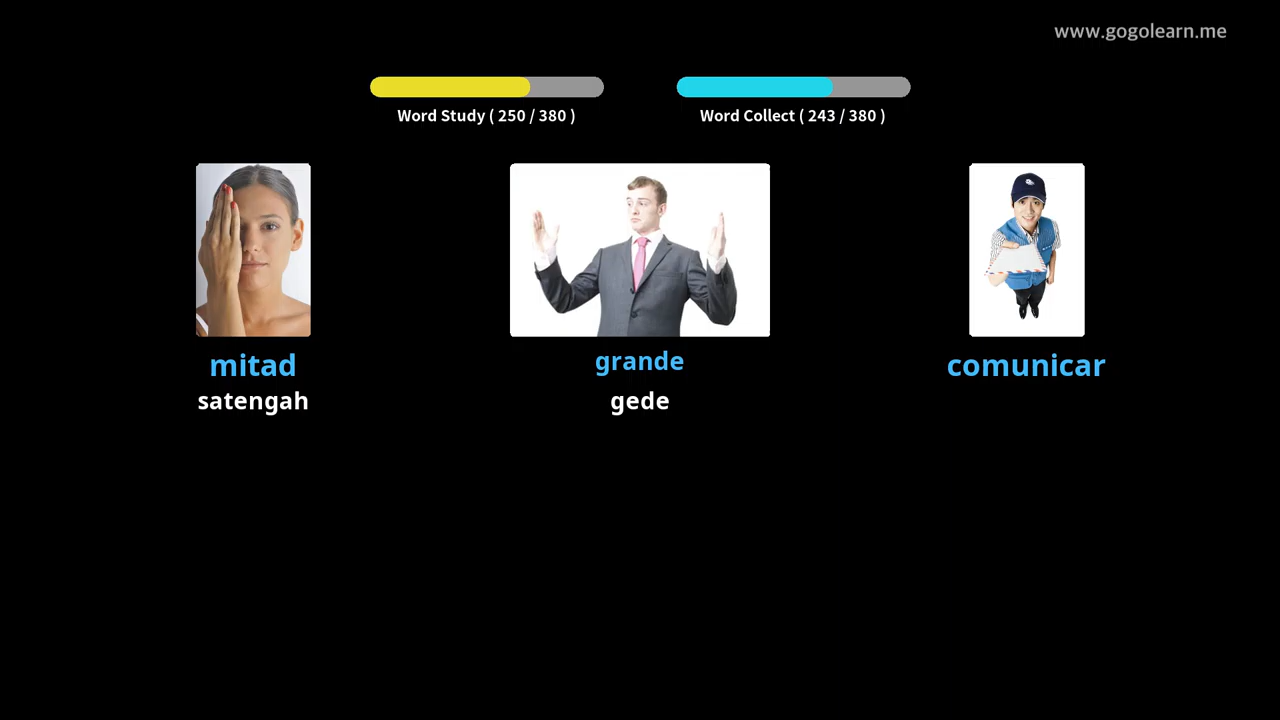 www.gogolearn.me
Word Study ( 250 / 380 )
Word Collect ( 243 / 380 )
mitad
satengah
grande
gede
comunicar